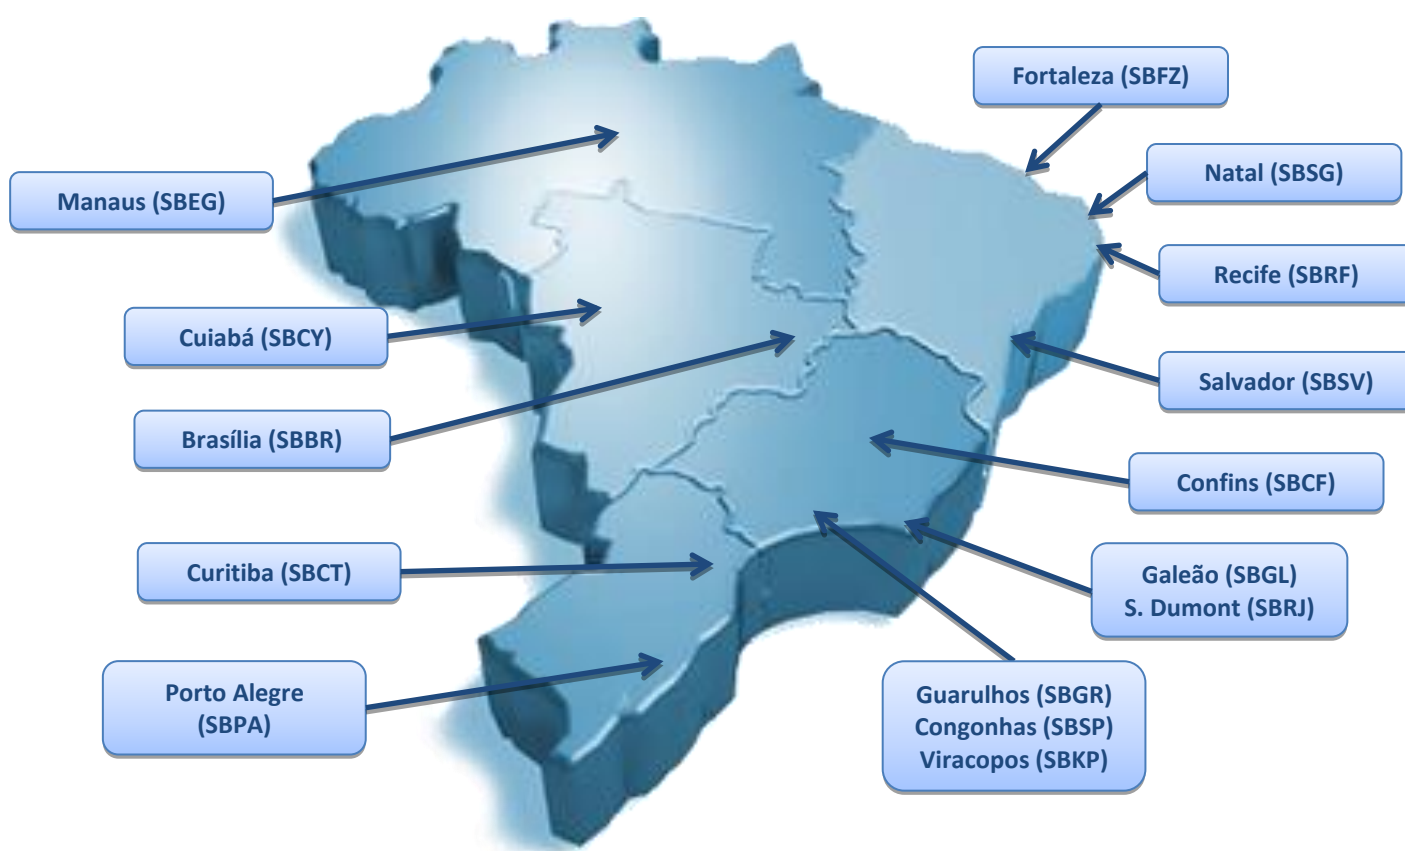 Fortaleza (SBFZ)
Natal (SBSG)
Manaus (SBEG)
Recife (SBRF)
Cuiabá (SBCY)
Salvador (SBSV)
Brasília (SBBR)
Confins (SBCF)
Curitiba (SBCT)
Galeão (SBGL)
S. Dumont (SBRJ)
Porto Alegre
(SBPA)
Guarulhos (SBGR)
Congonhas (SBSP)
Viracopos (SBKP)